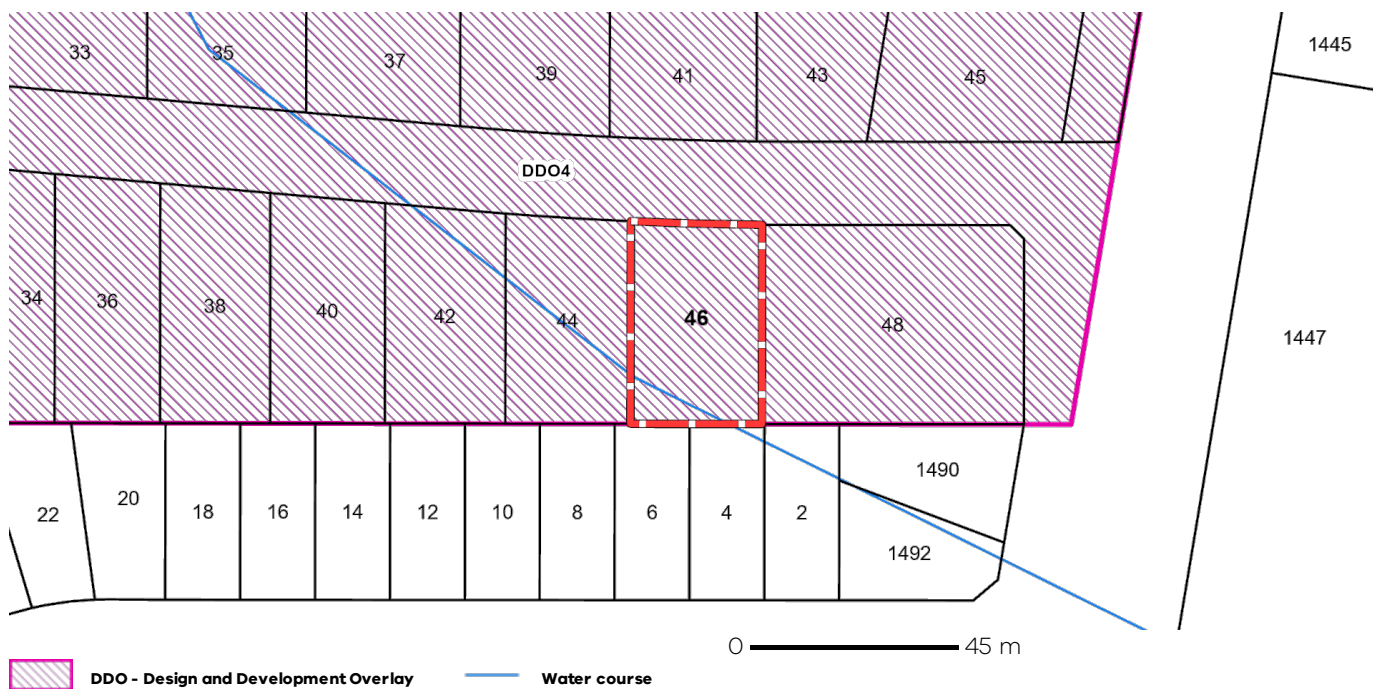 33 35 37 39 41 43 45 1445
DDO4
34 36 38 40 42 44 46 48 1447
22 20 18 16 14 12 10 8 6 4 2 1490
1492
0 45 m
DDO - Design and Development Overlay Water course